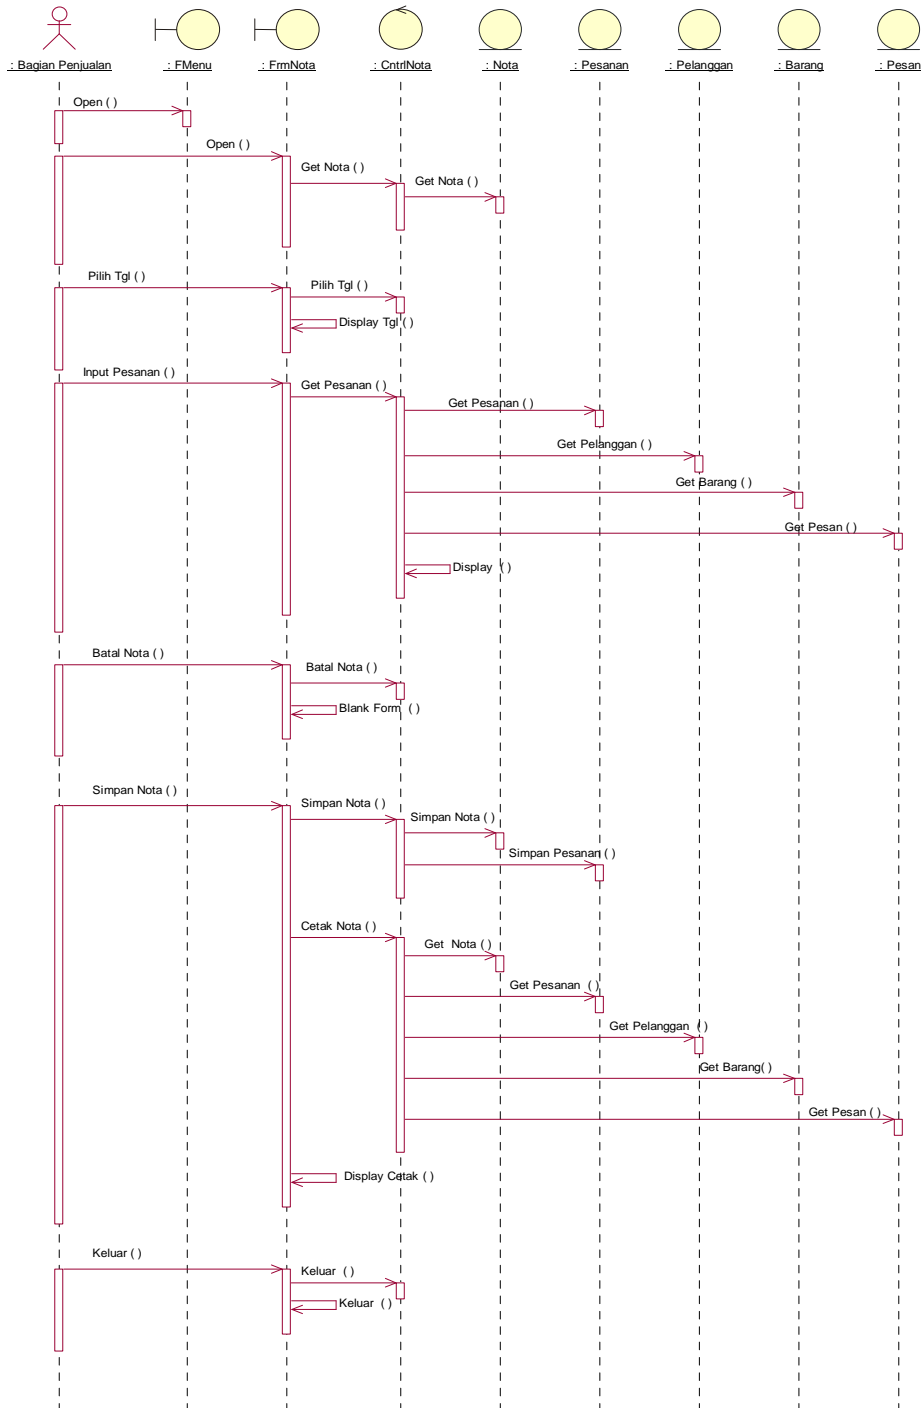 : Bagian Penjualan
: FMenu
: FrmNota
: CntrlNota
: Nota
: Pesanan
: Pelanggan
: Barang
: Pesan
Open ( )
Open ( )
Get Nota ( )
Get Nota ( )
Pilih Tgl ( )
Pilih Tgl ( )
Display Tgl ( )
Input Pesanan ( )
Get Pesanan ( )
Get Pesanan ( )
Get Pelanggan ( )
Get Barang ( )
Get Pesan ( )
Display ( )
Batal Nota ( )
Batal Nota ( )
Blank Form ( )
Simpan Nota ( )
Simpan Nota ( )
Simpan Nota ( )
Simpan Pesanan ( )
Cetak Nota ( )
Get Nota ( )
Get Pesanan ( )
Get Pelanggan ( )
Get Barang( )
Get Pesan ( )
Display Cetak ( )
Keluar ( )
Keluar ( )
Keluar ( )